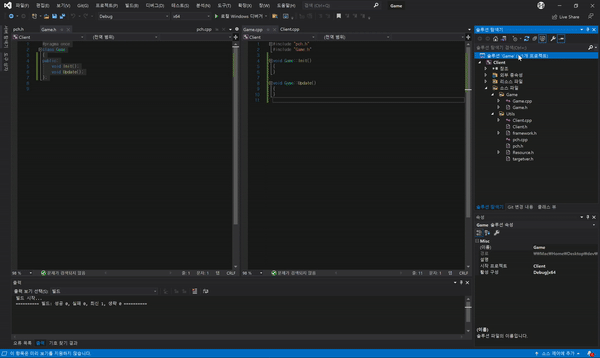 파일(F) 편집(E) 보기(V) Git(G) 프로젝트(P) 빌드(B) 디버그(D) 테스트(S) 분석(N) 도구(T) 확장(X) 창(W) 도움말(H) 검색 (Ctrl+Q) Game
Debug x64 로컬 Windows 디버거 Live Share
pch.h Game.h pch.cpp
Client (전역 범위)
#pragma once
class Game
{
public:
void Init();
void Update();
};
Game.cpp Client.cpp
Client (전역 범위)
#include "pch.h"
#include "Game.h"
void Game::Init()
{
}
void Game::Update()
{
}
99 % 문제가 검색되지 않음 줄: 1 문자: 1 탭 CRLF
99 % 문제가 검색되지 않음 줄: 11 문자: 1 탭 CRLF
출력
출력 보기 선택(S): 빌드
빌드 시작...
========== 빌드: 성공 0, 실패 0, 최신 1, 생략 0 ==========
오류 목록 출력 기호 찾기 결과
솔루션 탐색기
솔루션 탐색기 검색(Ctrl+;)
Client
참조
외부 종속성
리소스 파일
소스 파일
Game
Game.cpp
Game.h
Utils
Client.cpp
Client.h
framework.h
pch.cpp
pch.h
Resource.h
targetver.h
솔루션 탐색기 Git 변경 내용 클래스 뷰
속성
Game 솔루션 속성
Misc
(이름) Game
경로
설명
시작 프로젝트 Client
활성 구성 Debug|x64
(이름)
솔루션 파일의 이름입니다.
이 항목은 미리 보기를 지원하지 않습니다. 소스 제어에 추가